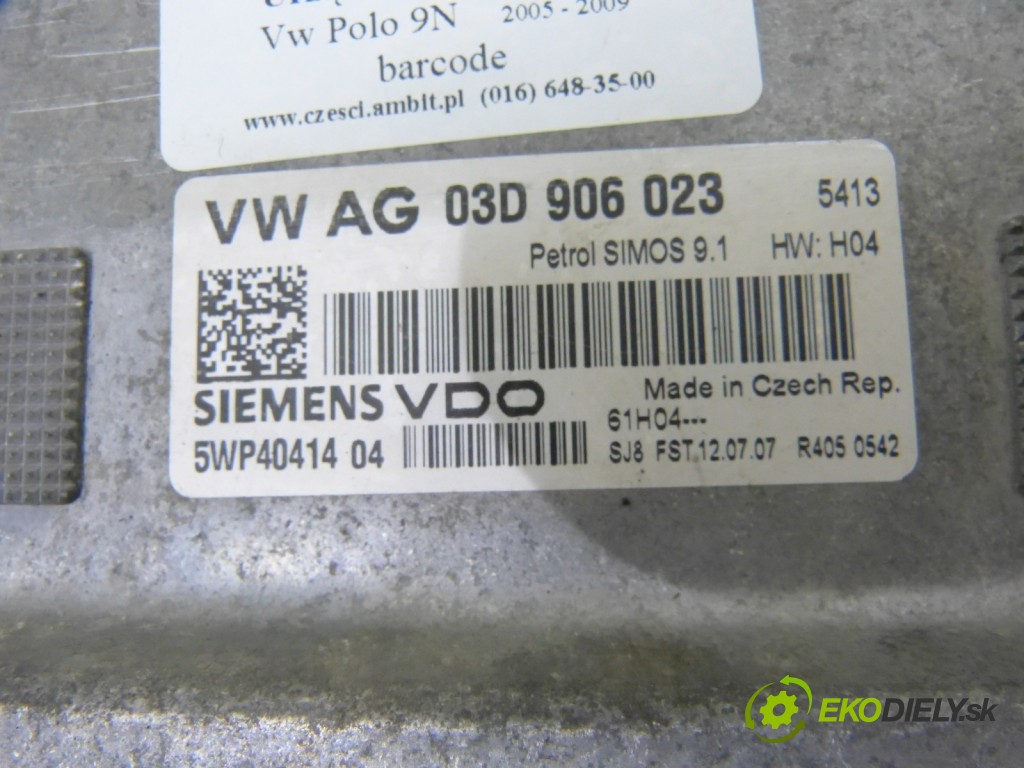 Vw Polo 9N 2005 - 2009
barcode
www.czesci.ambit.pl (016) 648-35-00
VW AG 03D 906 023 5413
Petrol SIMOS 9.1 HW: H04
SIEMENS VDO Made in Czech Rep.
61H04---
5WP40414 04 SJ8 FST.12.07.07 R405 0542
EKODIELY.sk